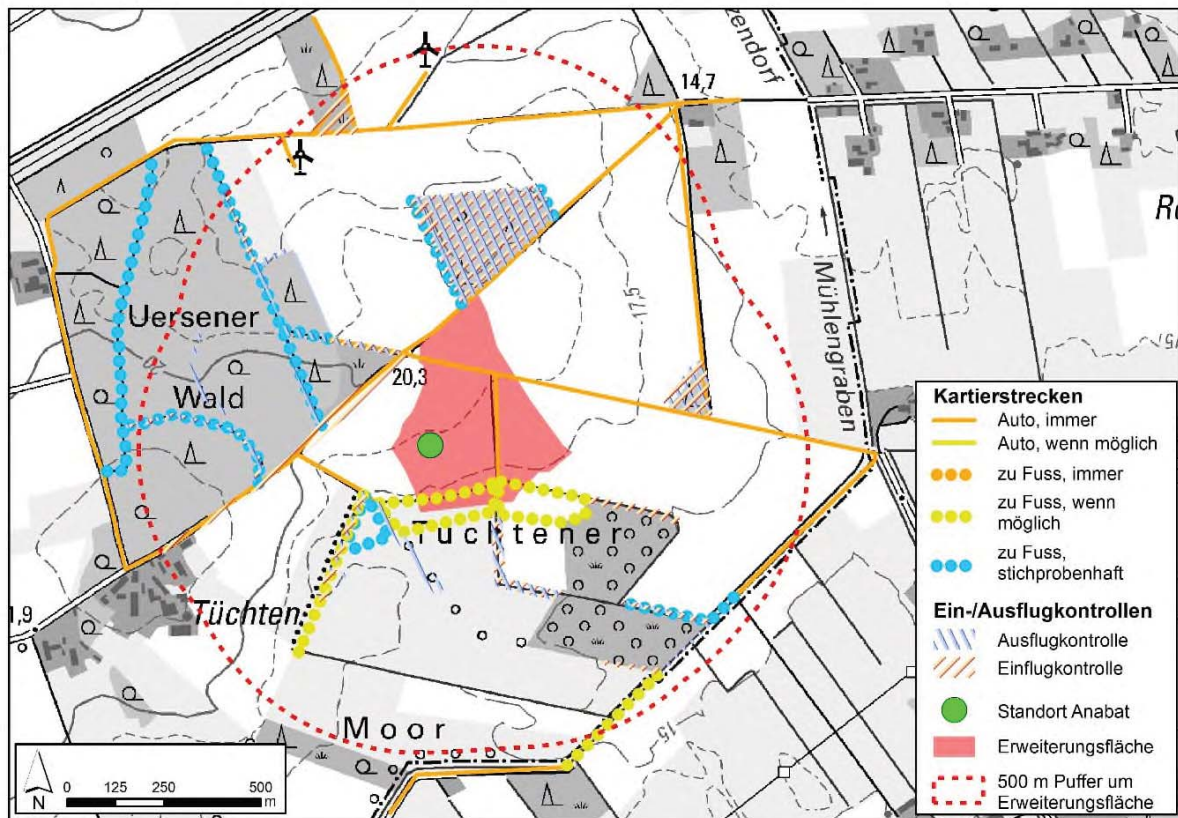 zendorf
14,7
Mühlengraben
17,5
Uersener
Wald
20
20,3
Tüchtener
Tüchten
1,9
Moor
15
15
R
Kartierstrecken
Auto, immer
Auto, wenn möglich
zu Fuss, immer
zu Fuss, wenn
möglich
zu Fuss,
stichprobenhaft
Ein-/Ausflugkontrollen
Ausflugkontrolle
Einflugkontrolle
Standort Anabat
Erweiterungsfläche
500 m Puffer um
Erweiterungsfläche
N
0 125 250 500
m